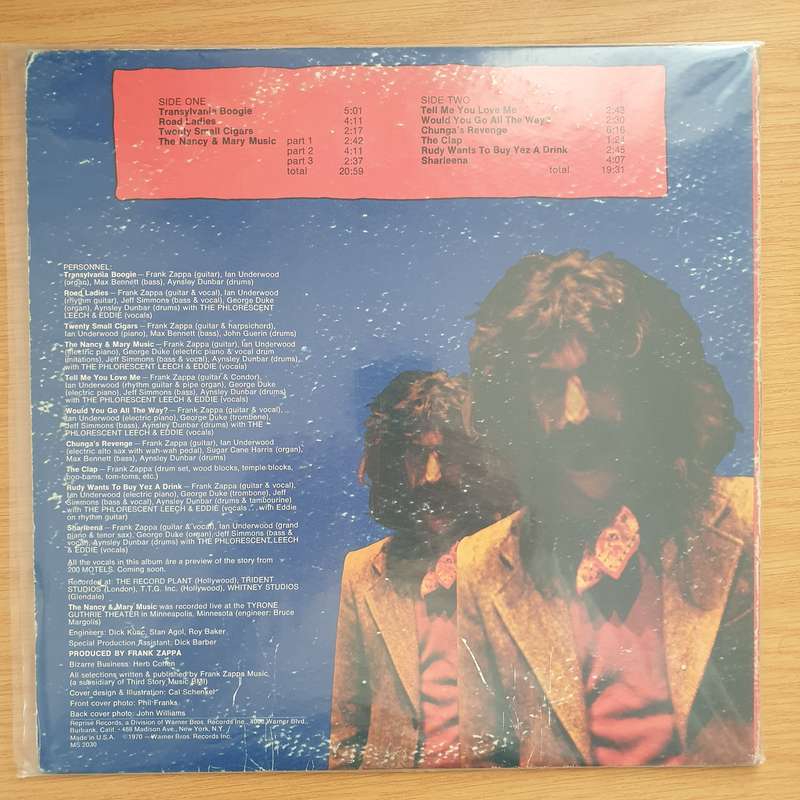 SIDE ONE
Transylvania Boogie 5:01
Road Ladies 4:11
Twenty Small Cigars 2:17
The Nancy & Mary Music part 1 2:42
part 2 4:11
part 3 2:37
total 20:59
SIDE TWO
Tell Me You Love Me 2:43
Would You Go All The Way? 2:30
Chunga's Revenge 6:16
The Clap 1:24
Rudy Wants To Buy Yez A Drink 2:45
Sharleena 4:07
total 19:31
PERSONNEL:
Transylvania Boogie — Frank Zappa (guitar), Ian Underwood
(organ), Max Bennett (bass), Aynsley Dunbar (drums)
Road Ladies — Frank Zappa (guitar & vocal), Ian Underwood
(rhythm guitar), Jeff Simmons (bass & vocal), George Duke
(organ), Aynsley Dunbar (drums) with THE PHLORESCENT
LEECH & EDDIE (vocals)
Twenty Small Cigars — Frank Zappa (guitar & harpsichord),
Ian Underwood (piano), Max Bennett (bass), John Guerin (drums)
The Nancy & Mary Music — Frank Zappa (guitar), Ian Underwood
(electric piano), George Duke (electric piano & vocal drum
imitations), Jeff Simmons (bass & vocal), Aynsley Dunbar (drums),
with THE PHLORESCENT LEECH & EDDIE (vocals)
Tell Me You Love Me — Frank Zappa (guitar & Condor),
Ian Underwood (rhythm guitar & pipe organ), George Duke
(electric piano), Jeff Simmons (bass), Aynsley Dunbar (drums)
with THE PHLORESCENT LEECH & EDDIE (vocals)
Would You Go All The Way? — Frank Zappa (guitar & vocal),
Ian Underwood (electric piano), George Duke (trombone),
Jeff Simmons (bass & vocal), Aynsley Dunbar (drums) with THE
PHLORESCENT LEECH & EDDIE (vocals)
Chunga's Revenge — Frank Zappa (guitar), Ian Underwood
(electric alto sax with wah-wah pedal), Sugar Cane Harris (organ),
Max Bennett (bass), Aynsley Dunbar (drums)
The Clap — Frank Zappa (drum set, wood blocks, temple blocks,
boo-bams, tom-toms, etc.)
Rudy Wants To Buy Yez A Drink — Frank Zappa (guitar & vocal),
Ian Underwood (electric piano), George Duke (trombone), Jeff
Simmons (bass & vocal), Aynsley Dunbar (drums & tambourine)
with THE PHLORESCENT LEECH & EDDIE (vocals . . . with Eddie
on rhythm guitar)
Sharleena — Frank Zappa (guitar & vocal), Ian Underwood (grand
piano & tenor sax), George Duke (organ), Jeff Simmons (bass &
vocal), Aynsley Dunbar (drums) with THE PHLORESCENT LEECH
& EDDIE (vocals)
All the vocals in this album are a preview of the story from
200 MOTELS. Coming soon.
Recorded at: THE RECORD PLANT (Hollywood), TRIDENT
STUDIOS (London), T.T.G. Inc. (Hollywood), WHITNEY STUDIOS
(Glendale)
The Nancy & Mary Music was recorded live at the TYRONE
GUTHRIE THEATER in Minneapolis, Minnesota (engineer: Bruce
Margolis)
Engineers: Dick Kunc, Stan Agol, Roy Baker
Special Production Assistant: Dick Barber
PRODUCED BY FRANK ZAPPA
Bizarre Business: Herb Cohen
All selections written & published by Frank Zappa Music
(a subsidiary of Third Story Music BMI)
Cover design & Illustration: Cal Schenkel
Front cover photo: Phil Franks
Back cover photo: John Williams
Reprise Records, a Division of Warner Bros. Records Inc., 4000 Warner Blvd.
Burbank, Calif. - 488 Madison Ave., New York, N.Y.
Made in U.S.A. ©1970 — Warner Bros. Records Inc.
MS 2030